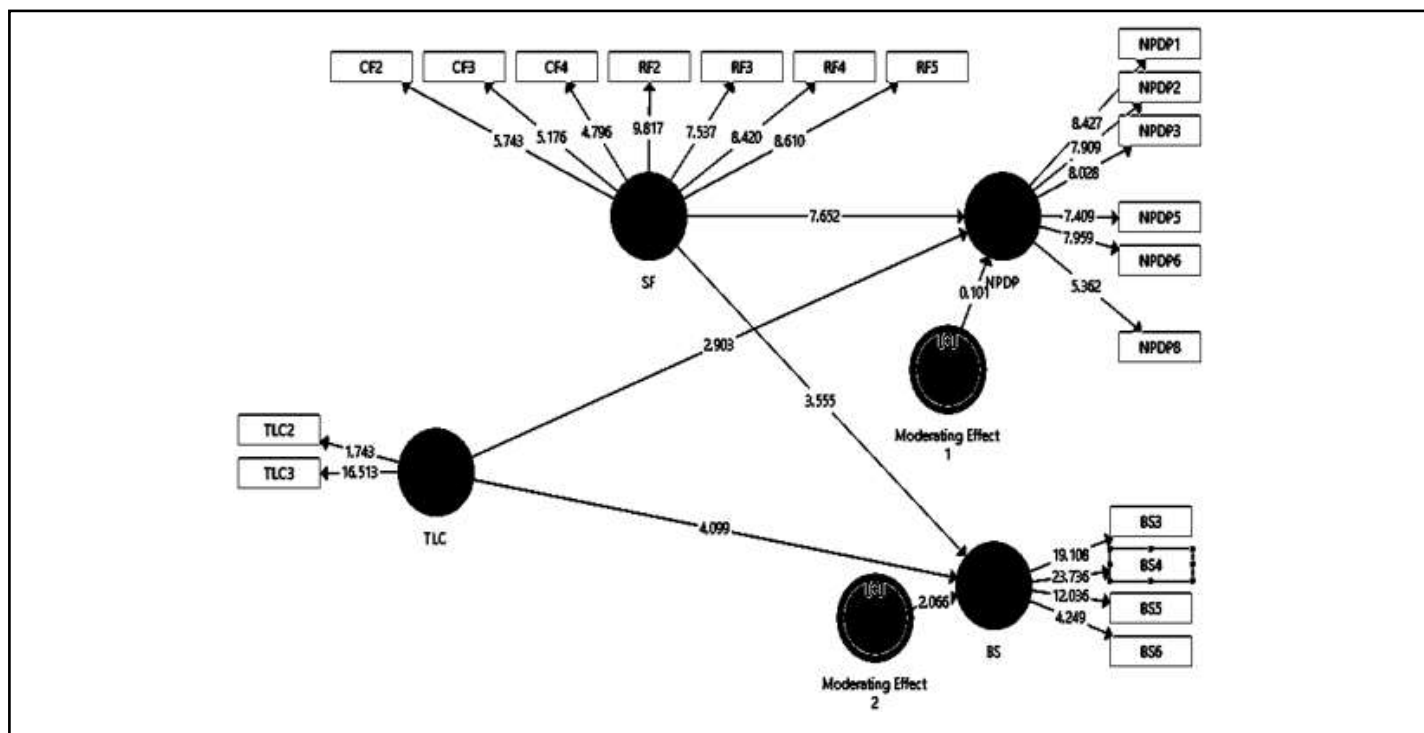 CF2 CF3 CF4 RF2 RF3 RF4 RF5
5.743 5.176 4.796 9.817 7.537 8.420 8.610
SF
NPDP1
NPDP2
NPDP3
NPDP5
NPDP6
NPDP8
8.427
7.909
8.028
7.409
7.959
5.362
NPDP
7.652
0.101
Moderating Effect
1
2.903
3.555
TLC2
TLC3
1.743
16.513
TLC
4.099
BS3
BS4
BS5
BS6
19.108
23.736
12.036
4.249
BS
2.066
Moderating Effect
2